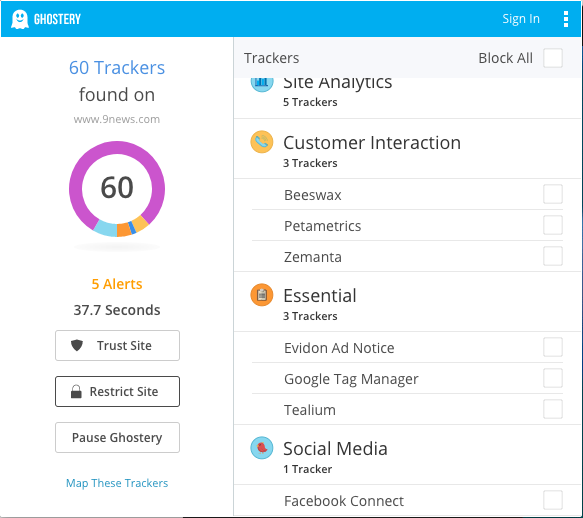 GHOSTERY
Sign In
60 Trackers
found on
www.9news.com
60
5 Alerts
37.7 Seconds
Trust Site
Restrict Site
Pause Ghostery
Map These Trackers
Trackers
Block All
Site Analytics
5 Trackers
Customer Interaction
3 Trackers
Beeswax
Petametrics
Zemanta
Essential
3 Trackers
Evidon Ad Notice
Google Tag Manager
Tealium
Social Media
1 Tracker
Facebook Connect